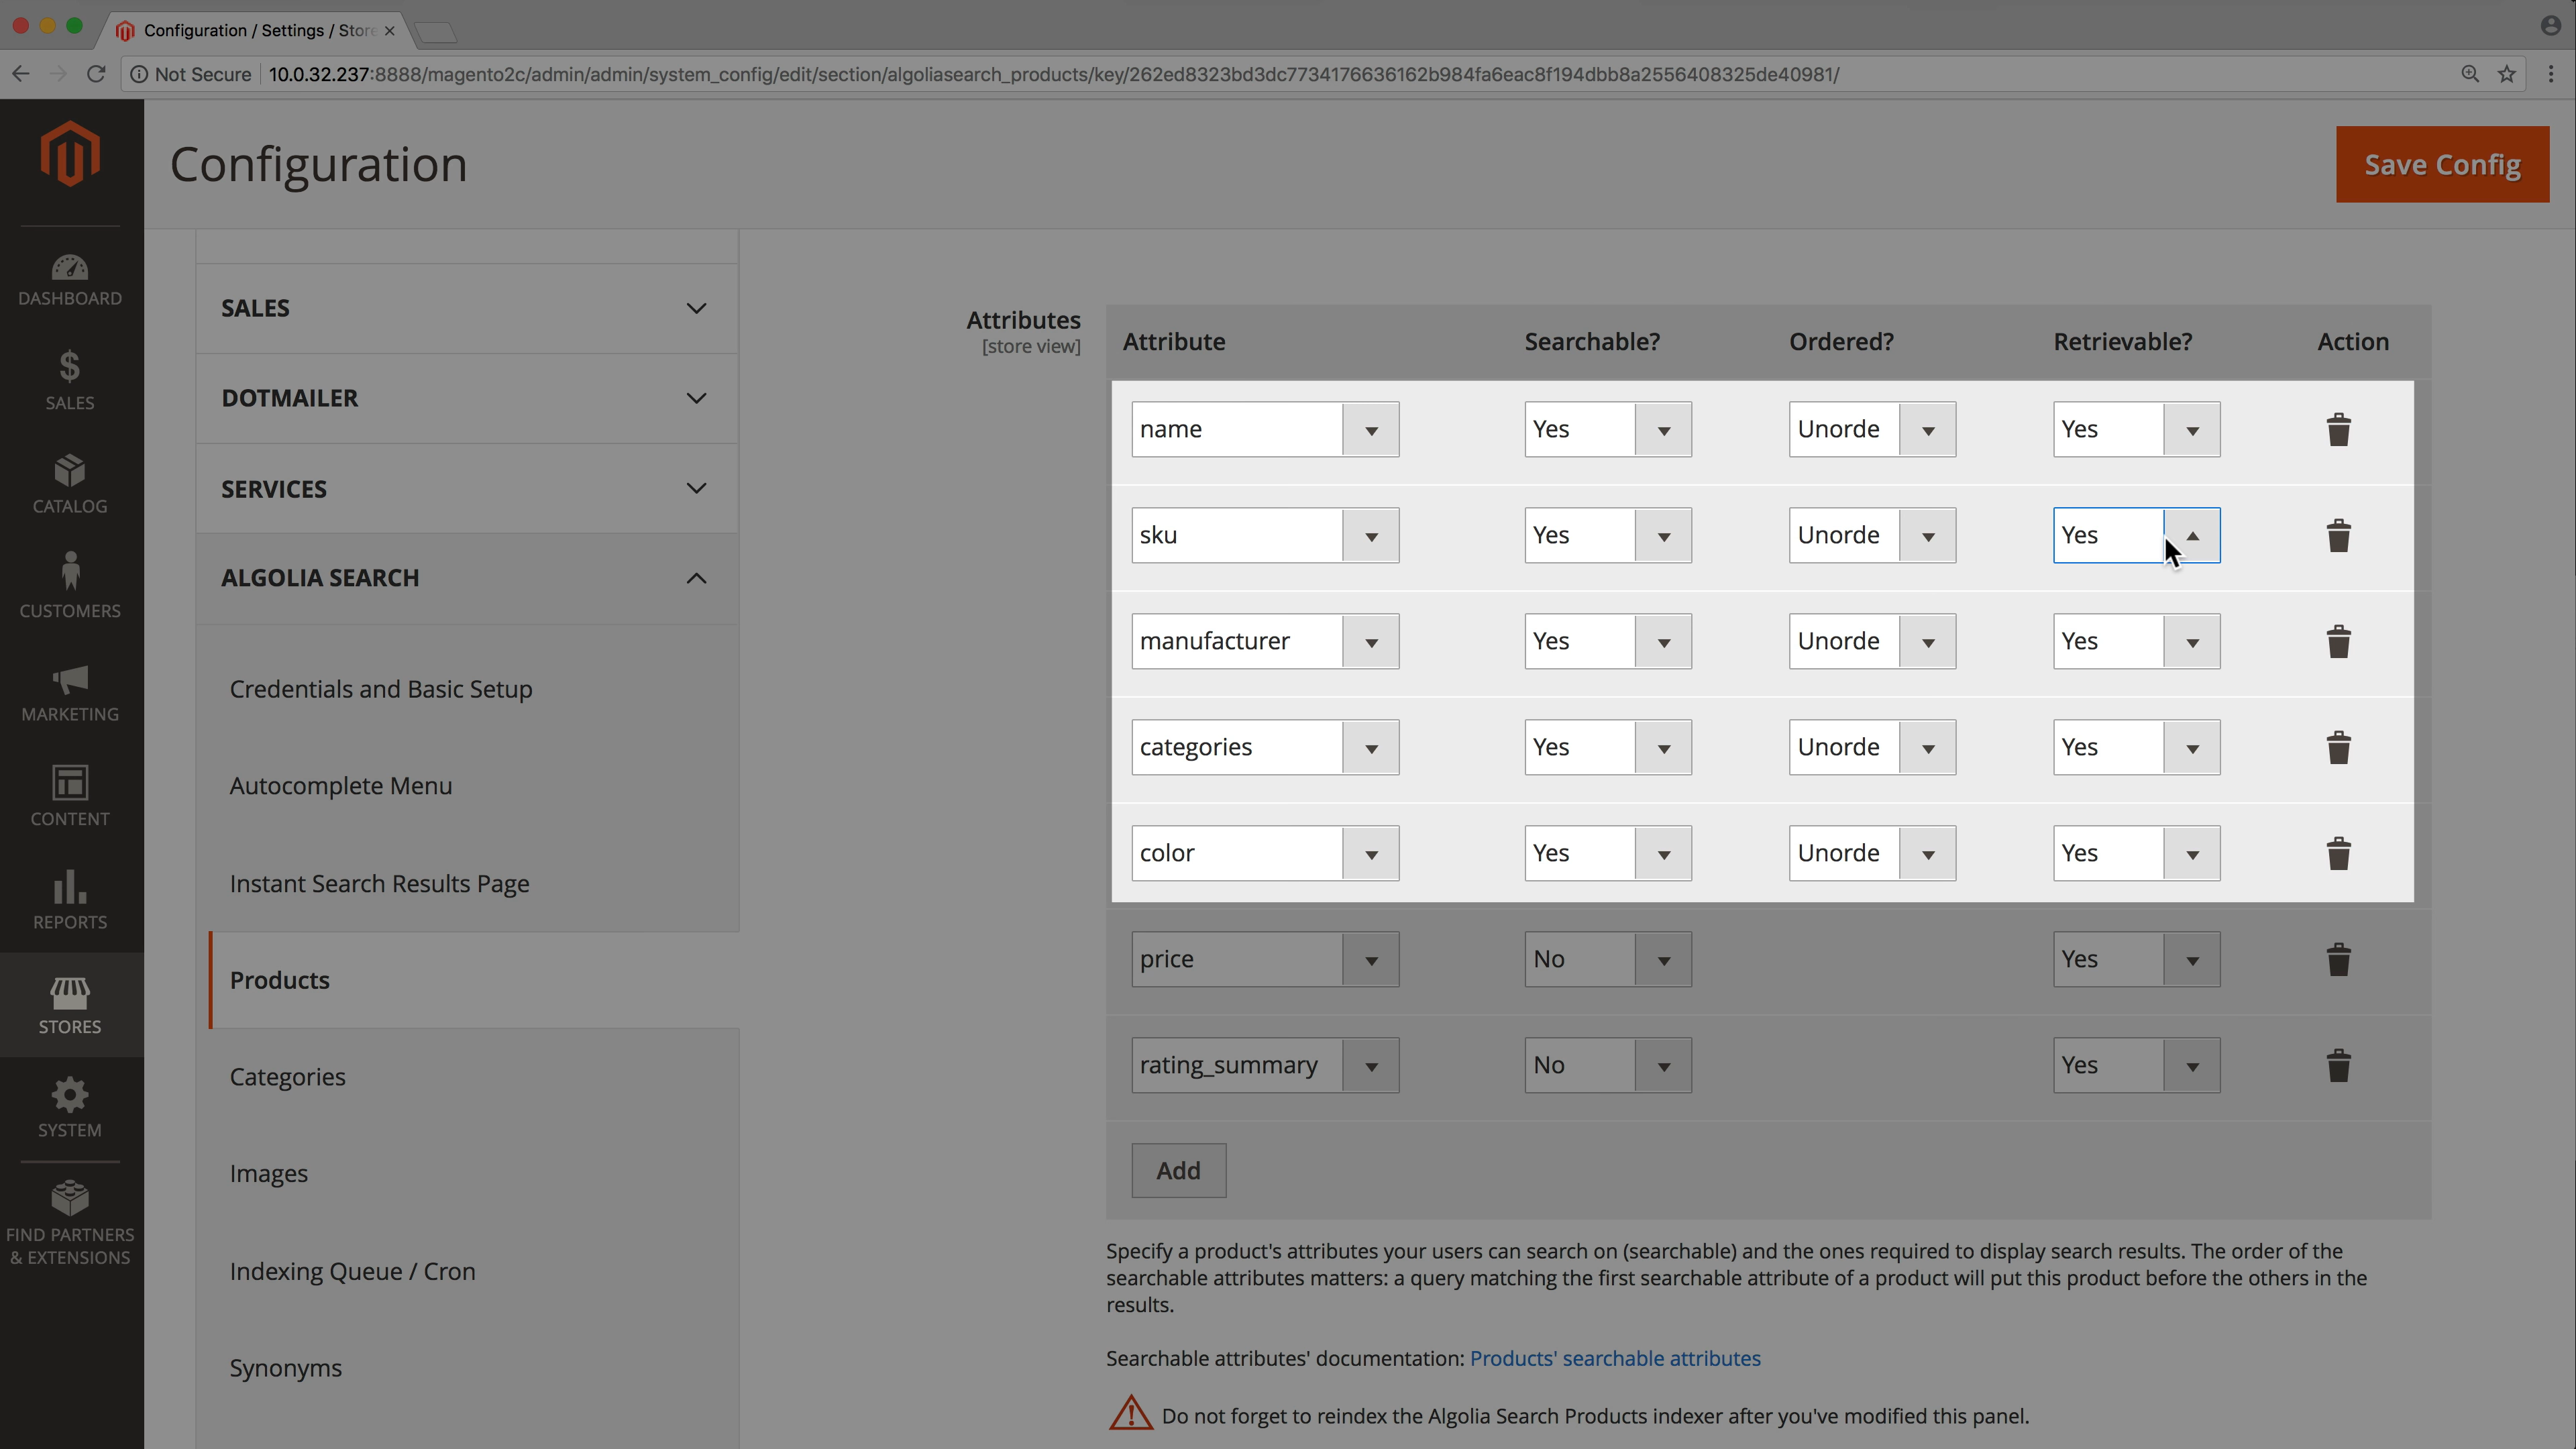 Configuration / Settings / Store
Not Secure
10.0.32.237:8888/magento2c/admin/admin/system_config/edit/section/algoliasearch_products/key/262ed8323bd3dc7734176636162b984fa6eac8f194dbb8a2556408325de40981/
Configuration
Save Config
DASHBOARD
SALES
CATALOG
CUSTOMERS
MARKETING
CONTENT
REPORTS
STORES
SYSTEM
FIND PARTNERS
& EXTENSIONS
SALES
DOTMAILER
SERVICES
ALGOLIA SEARCH
Credentials and Basic Setup
Autocomplete Menu
Instant Search Results Page
Products
Categories
Images
Indexing Queue / Cron
Synonyms
Attributes
[store view]
Attribute Searchable? Ordered? Retrievable? Action
name Yes Unorde Yes
sku Yes Unorde Yes
manufacturer Yes Unorde Yes
categories Yes Unorde Yes
color Yes Unorde Yes
price No Yes
rating_summary No Yes
Add
Specify a product's attributes your users can search on (searchable) and the ones required to display search results. The order of the
searchable attributes matters: a query matching the first searchable attribute of a product will put this product before the others in the
results.
Searchable attributes' documentation: Products' searchable attributes
Do not forget to reindex the Algolia Search Products indexer after you've modified this panel.